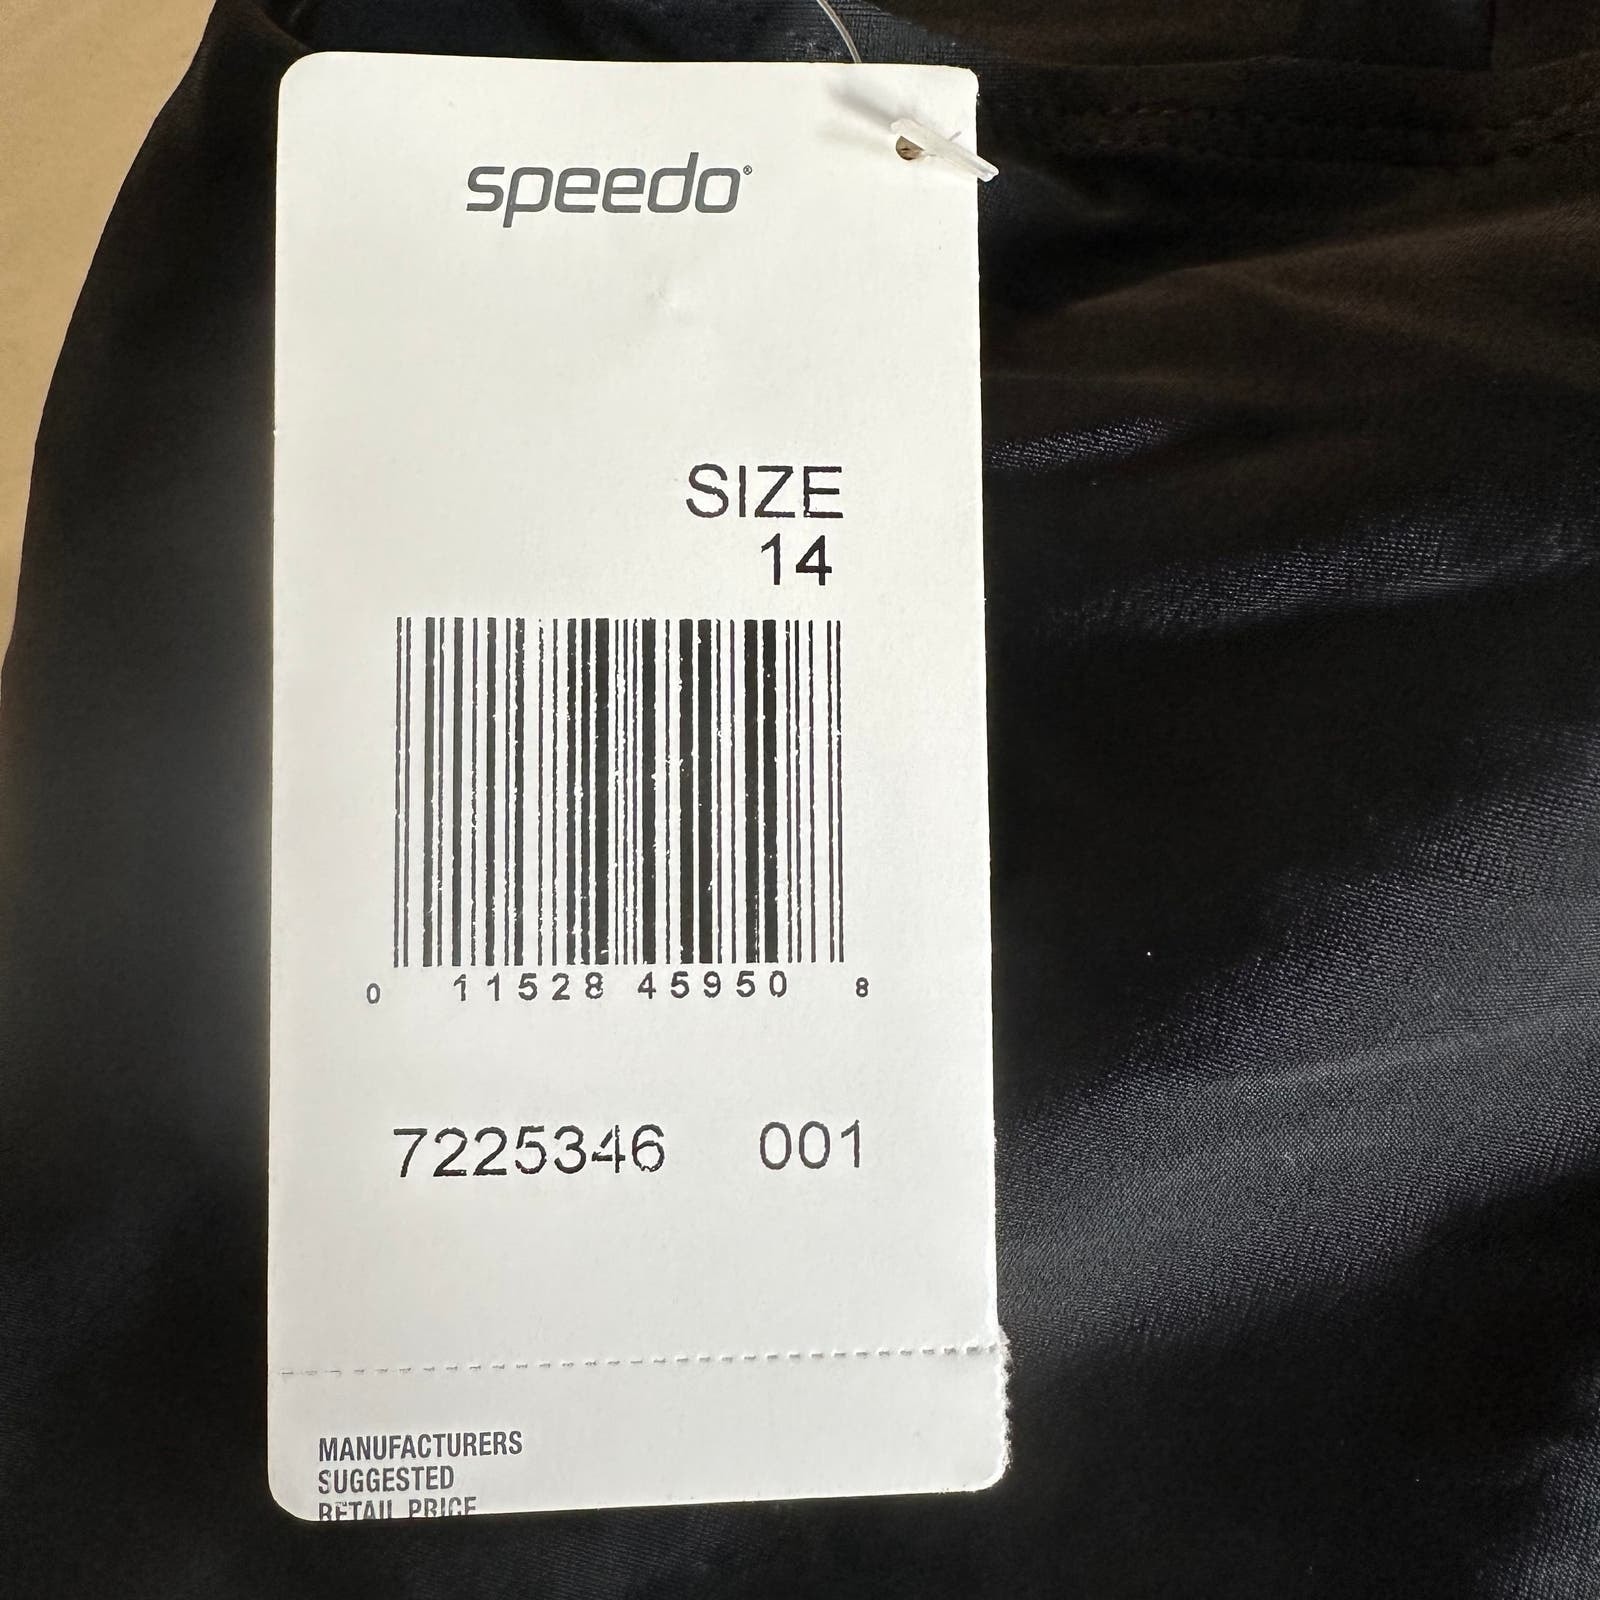 speedo®
SIZE
14
0 11528 45950 8
7225346 001
MANUFACTURERS
SUGGESTED
RETAIL PRICE